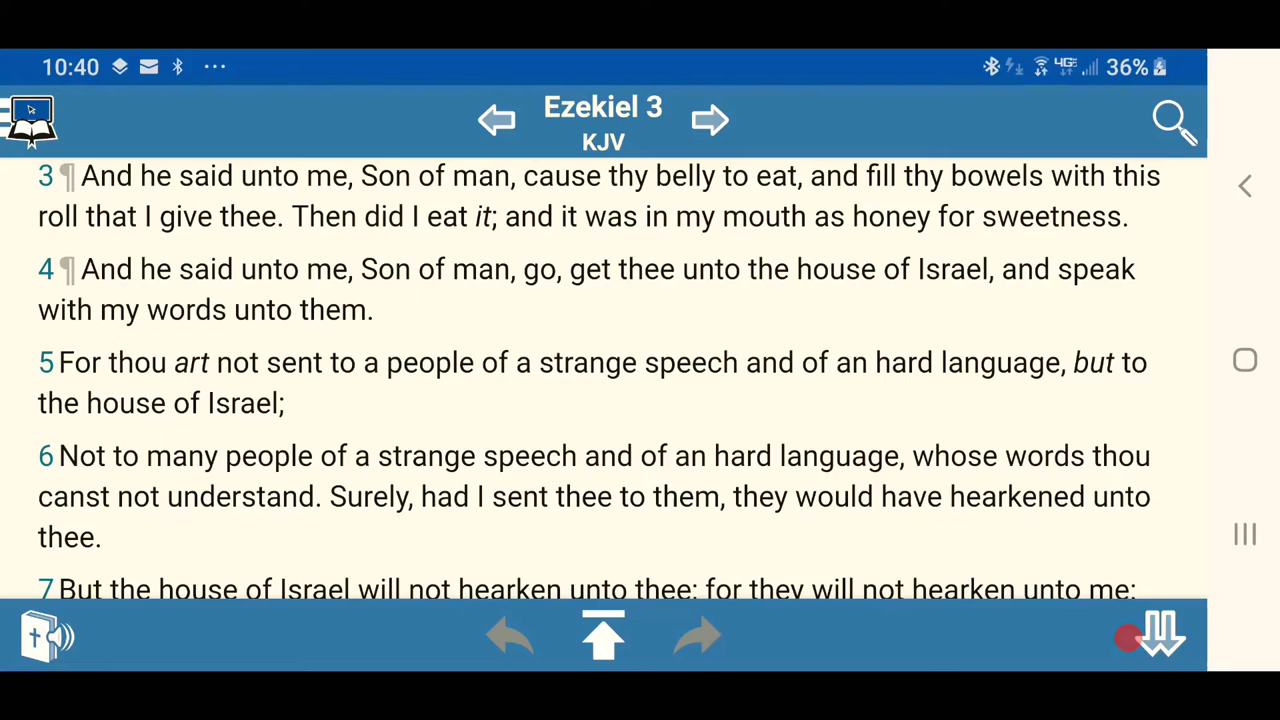 10:40
4GE 36%
Ezekiel 3
KJV
3 ¶ And he said unto me, Son of man, cause thy belly to eat, and fill thy bowels with this
roll that I give thee. Then did I eat it; and it was in my mouth as honey for sweetness.
4 ¶ And he said unto me, Son of man, go, get thee unto the house of Israel, and speak
with my words unto them.
5 For thou art not sent to a people of a strange speech and of an hard language, but to
the house of Israel;
6 Not to many people of a strange speech and of an hard language, whose words thou
canst not understand. Surely, had I sent thee to them, they would have hearkened unto
thee.
7 But the house of Israel will not hearken unto thee; for they will not hearken unto me: